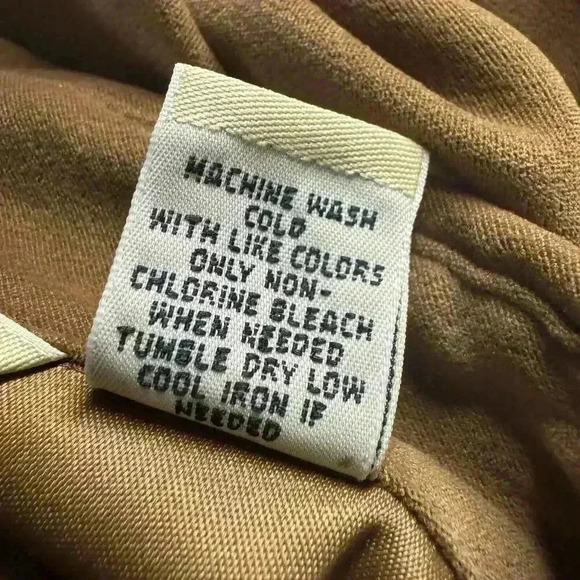 MACHINE WASH
COLD
WITH LIKE COLORS
ONLY NON-
CHLORINE BLEACH
WHEN NEEDED
TUMBLE DRY LOW
COOL IRON IF
NEEDED